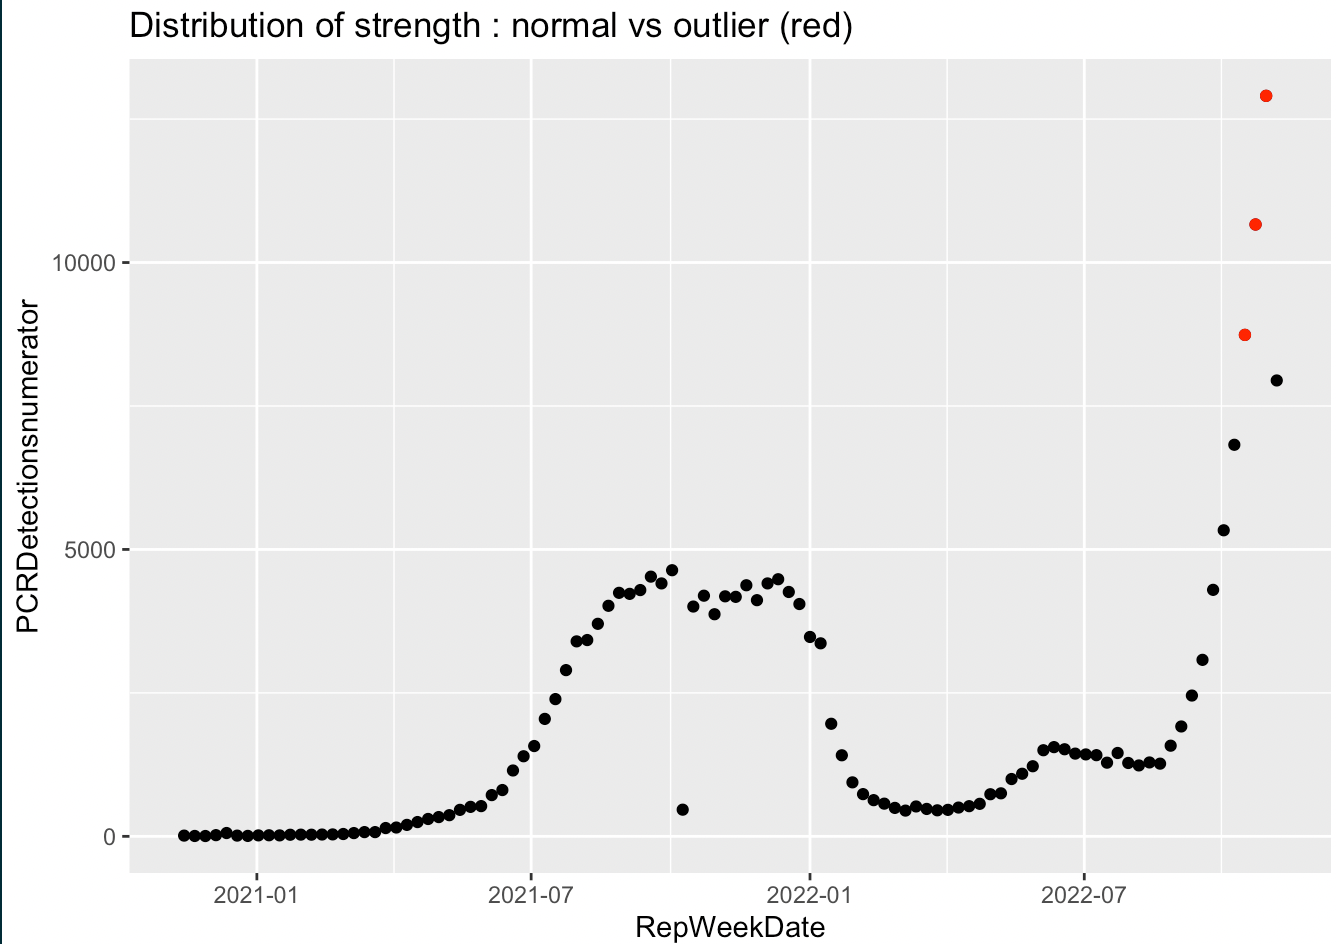 Distribution of strength : normal vs outlier (red)
PCRDetectionsnumerator
10000
5000
0
2021-01 2021-07 2022-01 2022-07
RepWeekDate